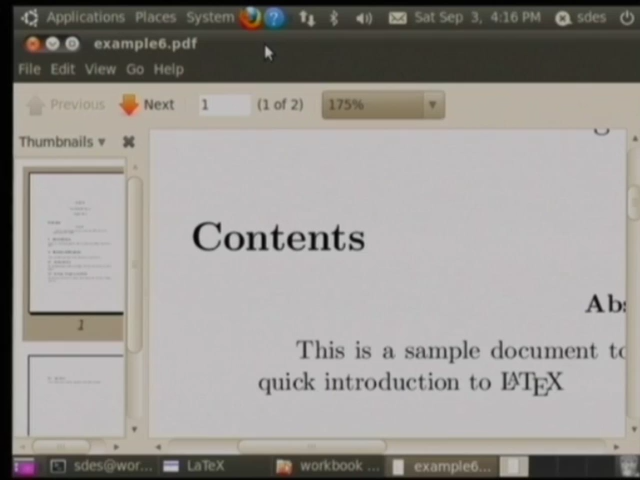 Applications Places System Sat Sep 3, 4:16 PM sdes
example6.pdf
File Edit View Go Help
Previous Next 1 (1 of 2) 175%
Thumbnails
Contents
Abs
1
This is a sample document to
quick introduction to LATEX
sdes@wor... LaTeX workbook ... example6...